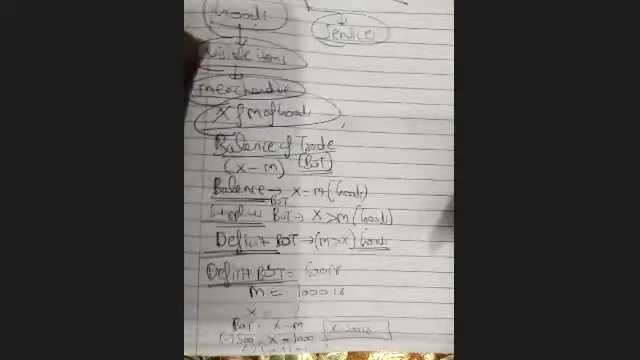 Goods
Services
Visible items
merchandise
X & M of Goods
Balance of Trade
(X-M) (BOT)
Balance BOT → X = M (Goods)
Surplus BOT → X > M (Goods)
Deficit BOT → (M > X) Goods
Deficit BOT =
M =
X =
BOT = X - M
(-) 500 = X - 1000